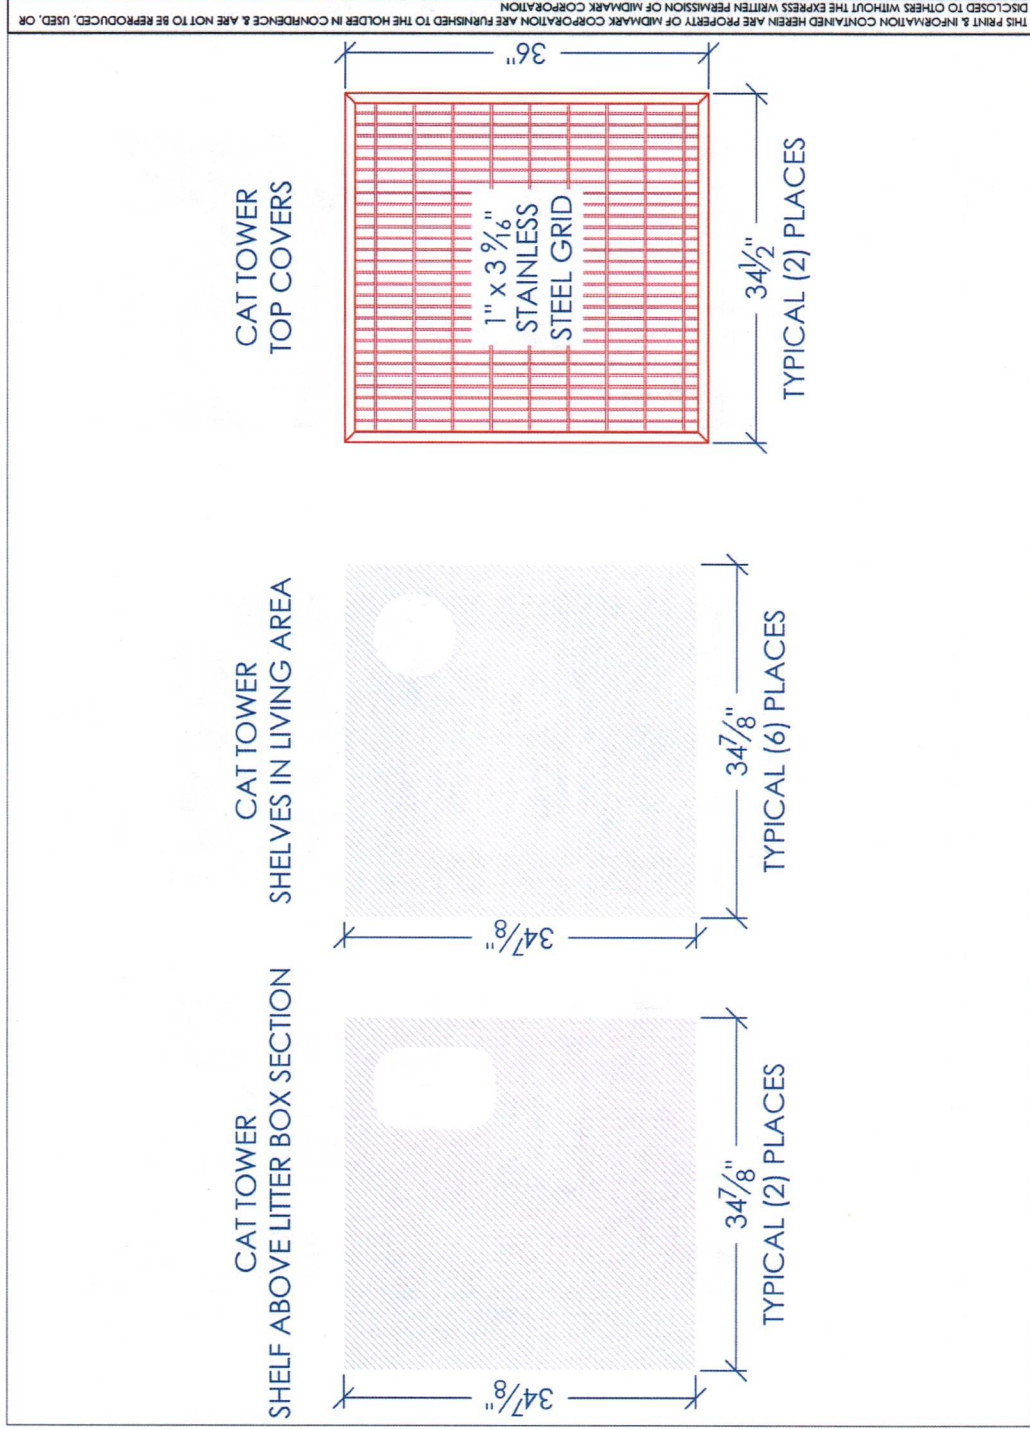 THIS PRINT & INFORMATION CONTAINED HEREIN ARE PROPERTY OF MIDMARK CORPORATION ARE FURNISHED TO THE HOLDER IN CONFIDENCE & ARE NOT TO BE REPRODUCED, USED, OR
DISCLOSED TO OTHERS WITHOUT THE EXPRESS WRITTEN PERMISSION OF MIDMARK CORPORATION
CAT TOWER
SHELF ABOVE LITTER BOX SECTION
34⅞"
34⅞"
TYPICAL (2) PLACES
CAT TOWER
SHELVES IN LIVING AREA
34⅞"
34⅞"
TYPICAL (6) PLACES
CAT TOWER
TOP COVERS
1" x 3 9/16"
STAINLESS
STEEL GRID
36"
34½"
TYPICAL (2) PLACES